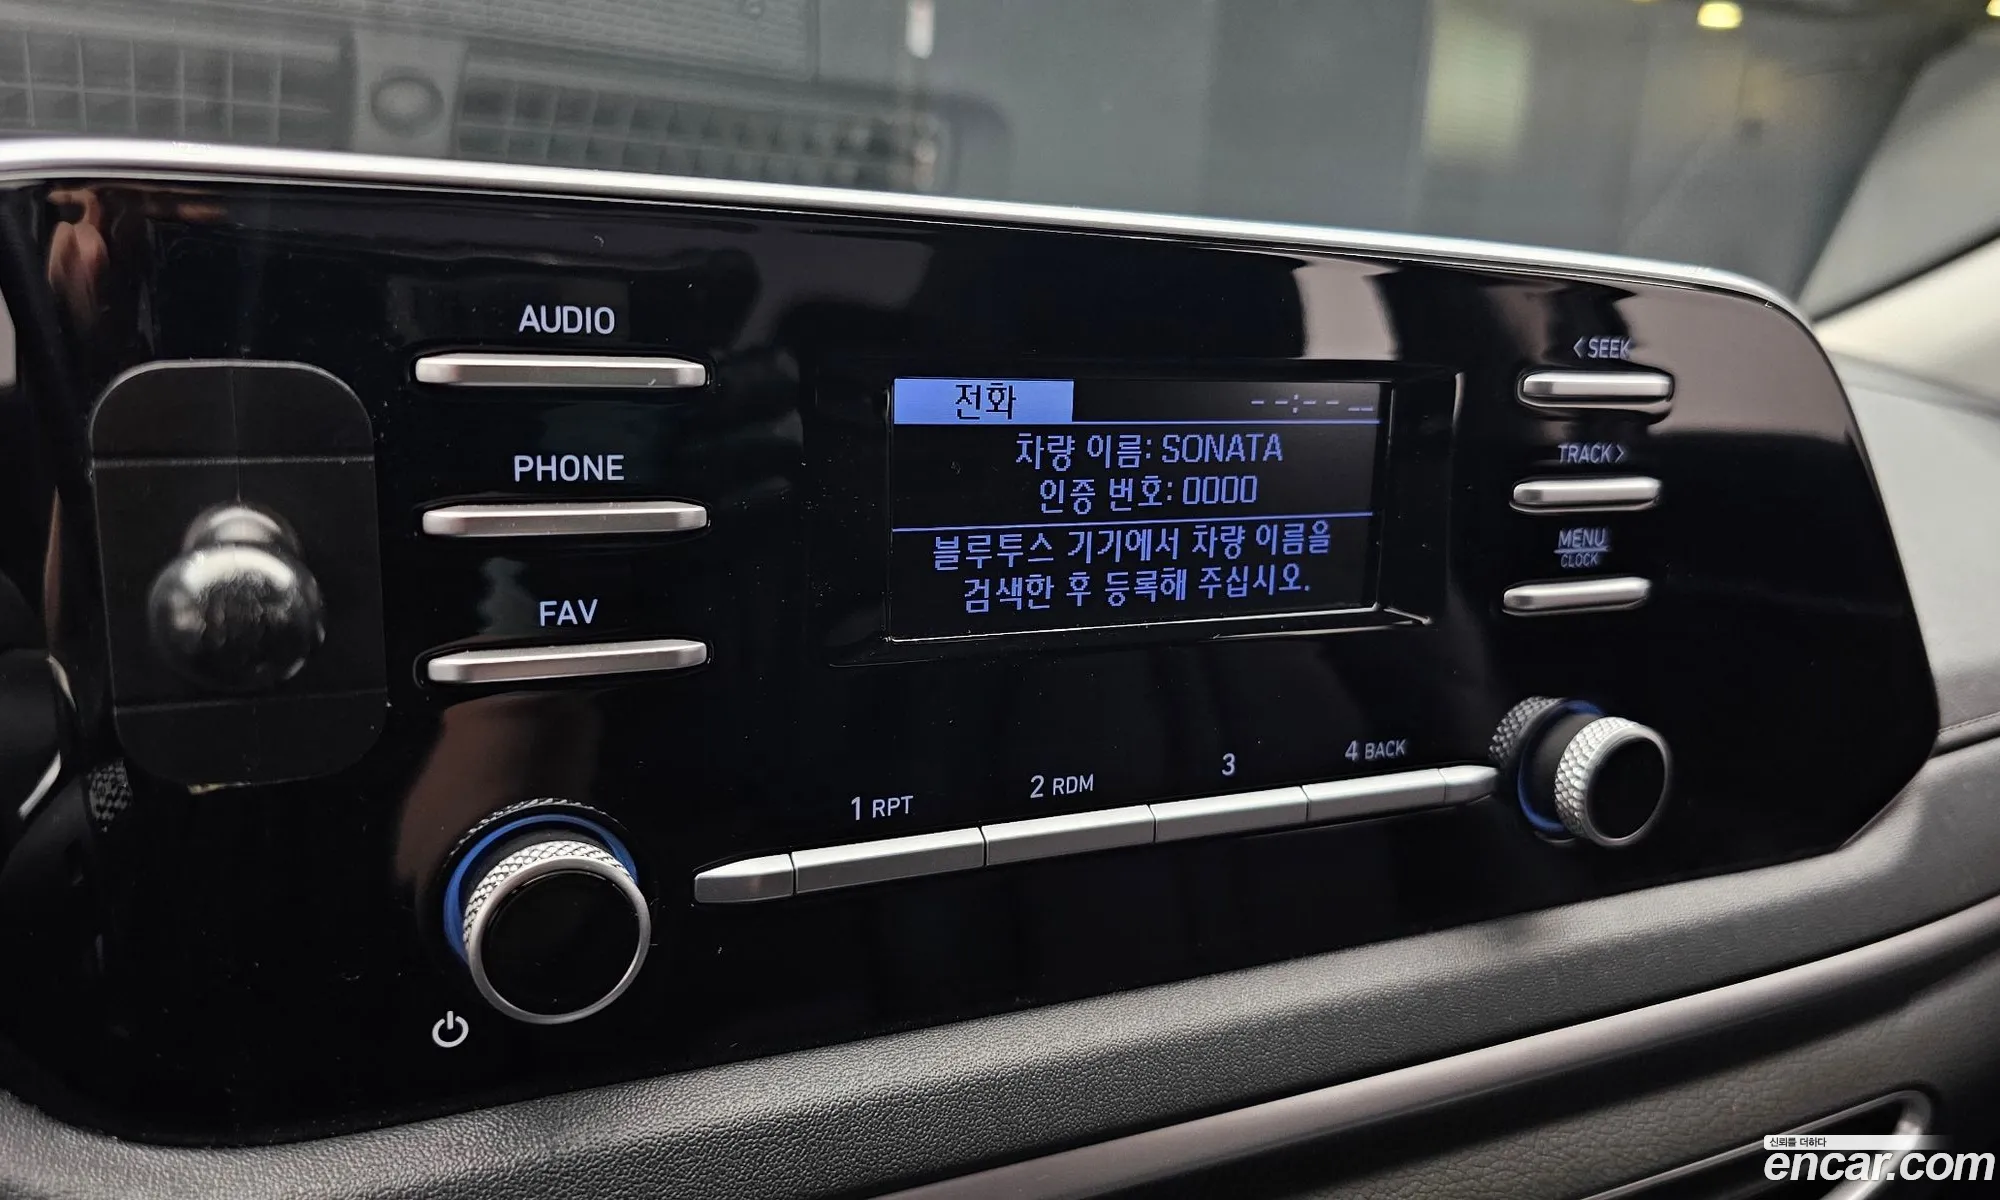 AUDIO
PHONE
FAV
전화
--:-- __
차량 이름: SONATA
인증 번호: 0000
블루투스 기기에서 차량 이름을
검색한 후 등록해 주십시오.
< SEEK
TRACK >
MENU
CLOCK
1 RPT
2 RDM
3
4 BACK
신뢰를 더하다
encar.com